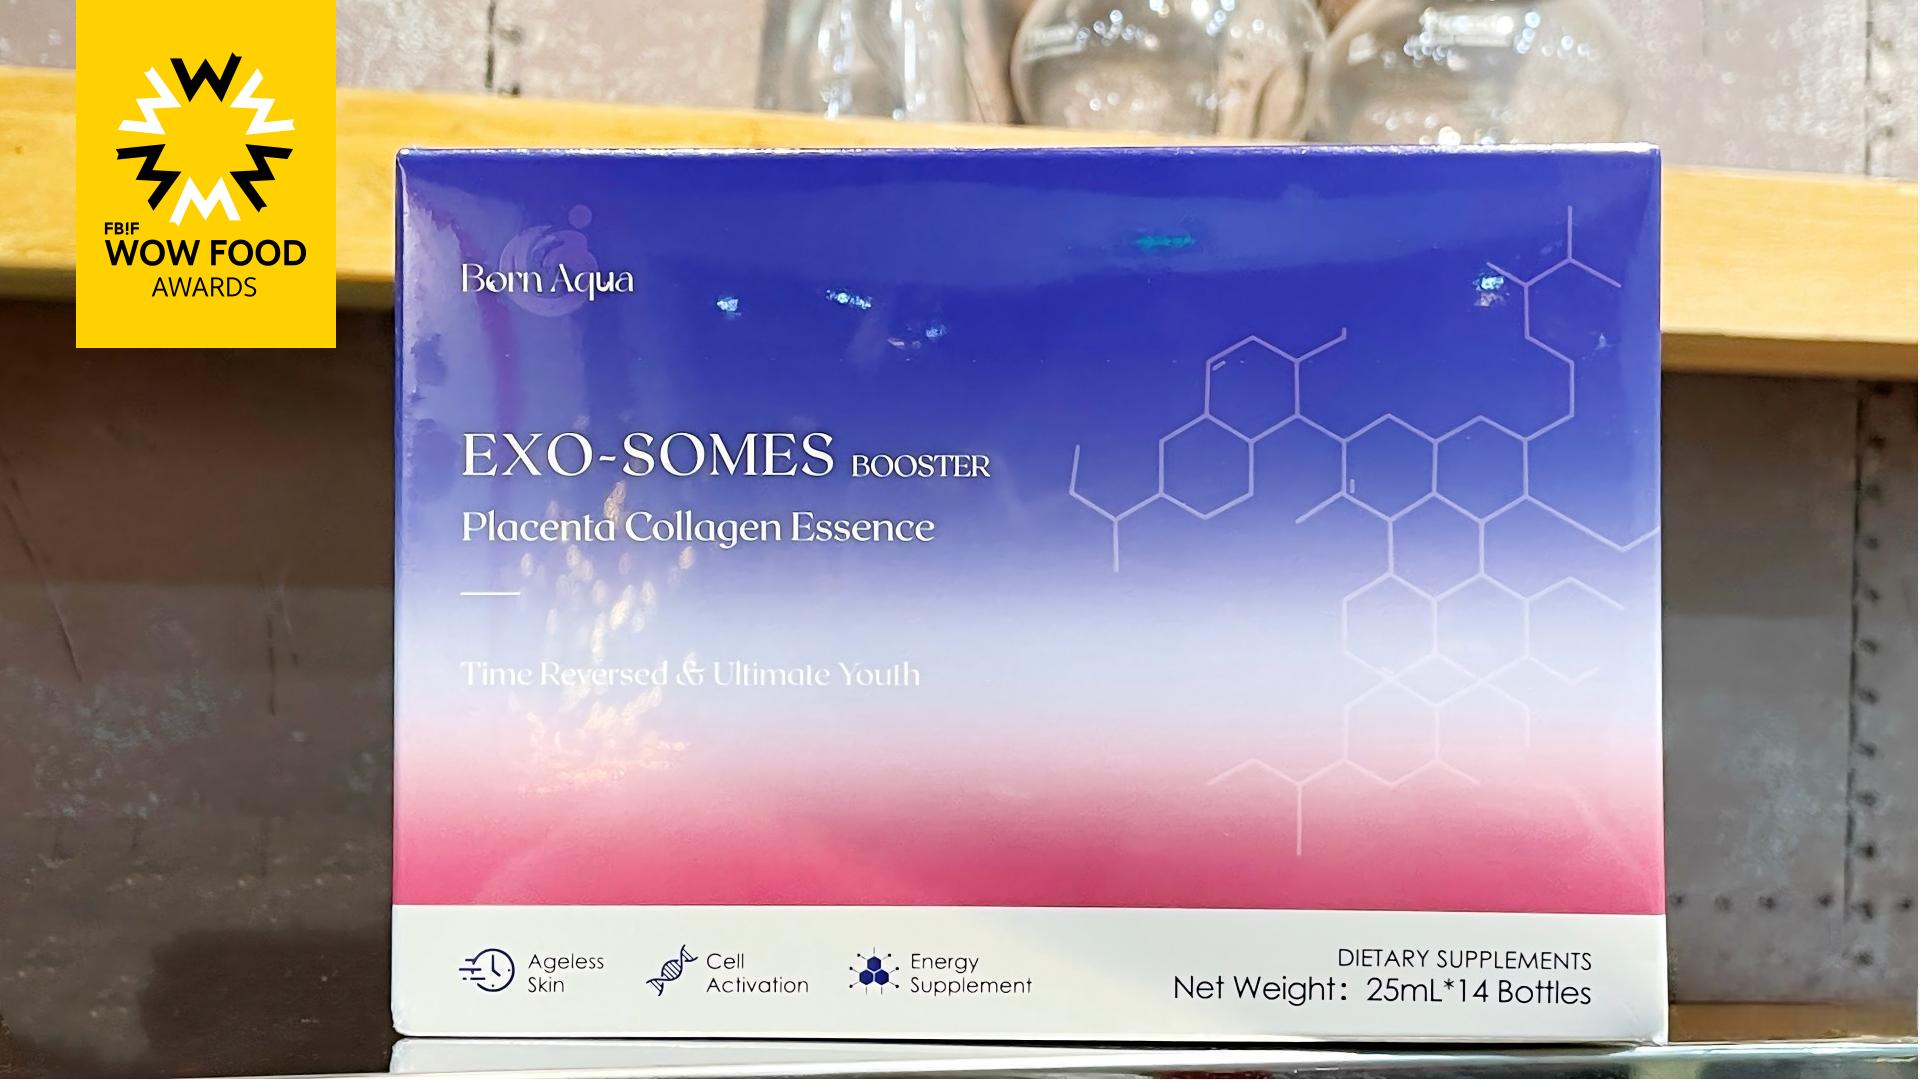 FBIF
WOW FOOD
AWARDS
Born Aqua
EXO-SOMES BOOSTER
Placenta Collagen Essence
Time Reversed & Ultimate Youth
Ageless
Skin
Cell
Activation
Energy
Supplement
DIETARY SUPPLEMENTS
Net Weight: 25mL*14 Bottles